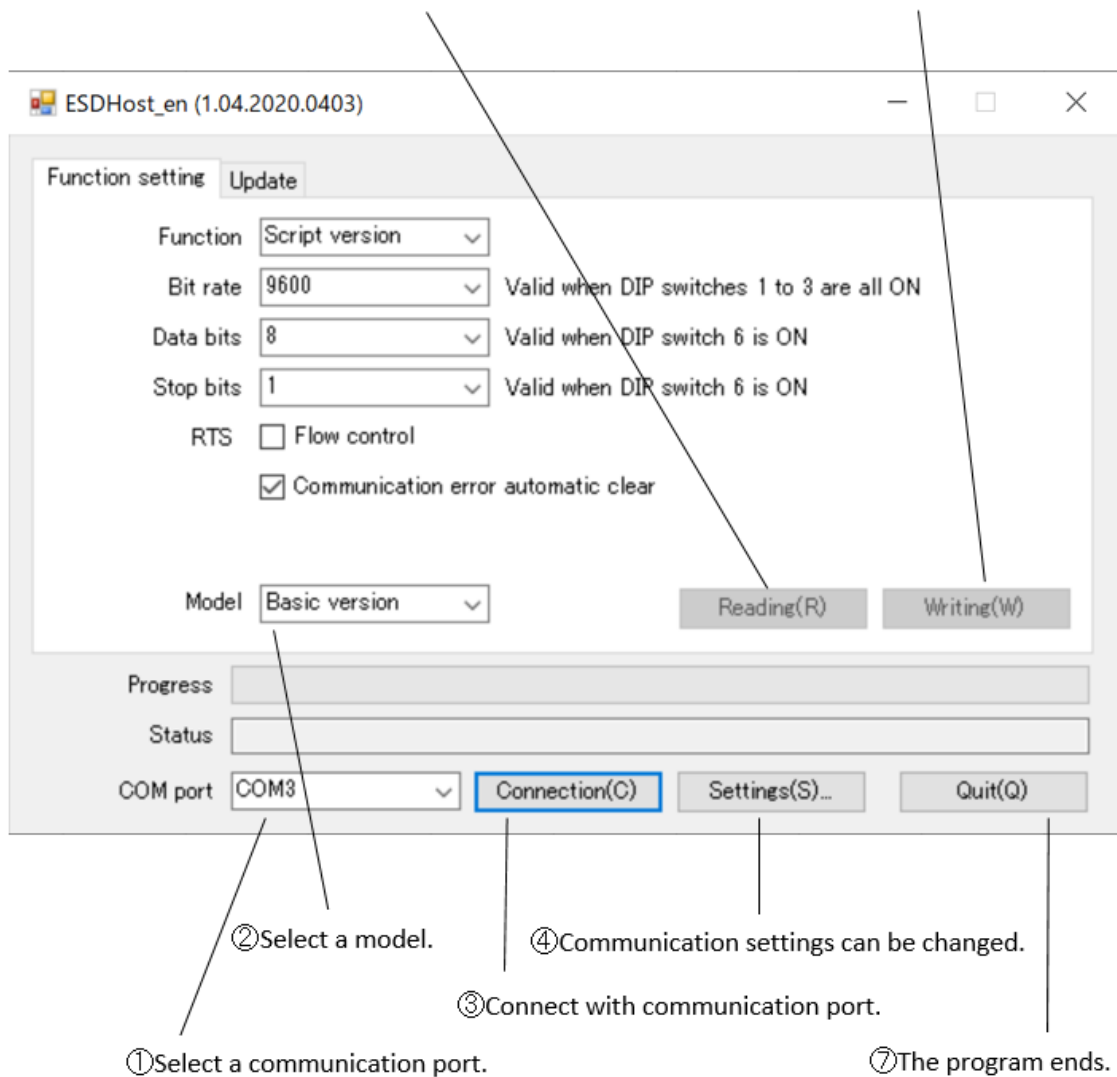 ESDHost_en (1.04.2020.0403)
Function setting Update
Function Script version
Bit rate 9600 Valid when DIP switches 1 to 3 are all ON
Data bits 8 Valid when DIP switch 6 is ON
Stop bits 1 Valid when DIP switch 6 is ON
RTS Flow control
Communication error automatic clear
Model Basic version Reading(R) Writing(W)
Progress
Status
COM port COM3 Connection(C) Settings(S)... Quit(Q)
②Select a model. ④Communication settings can be changed.
③Connect with communication port.
①Select a communication port. ⑦The program ends.